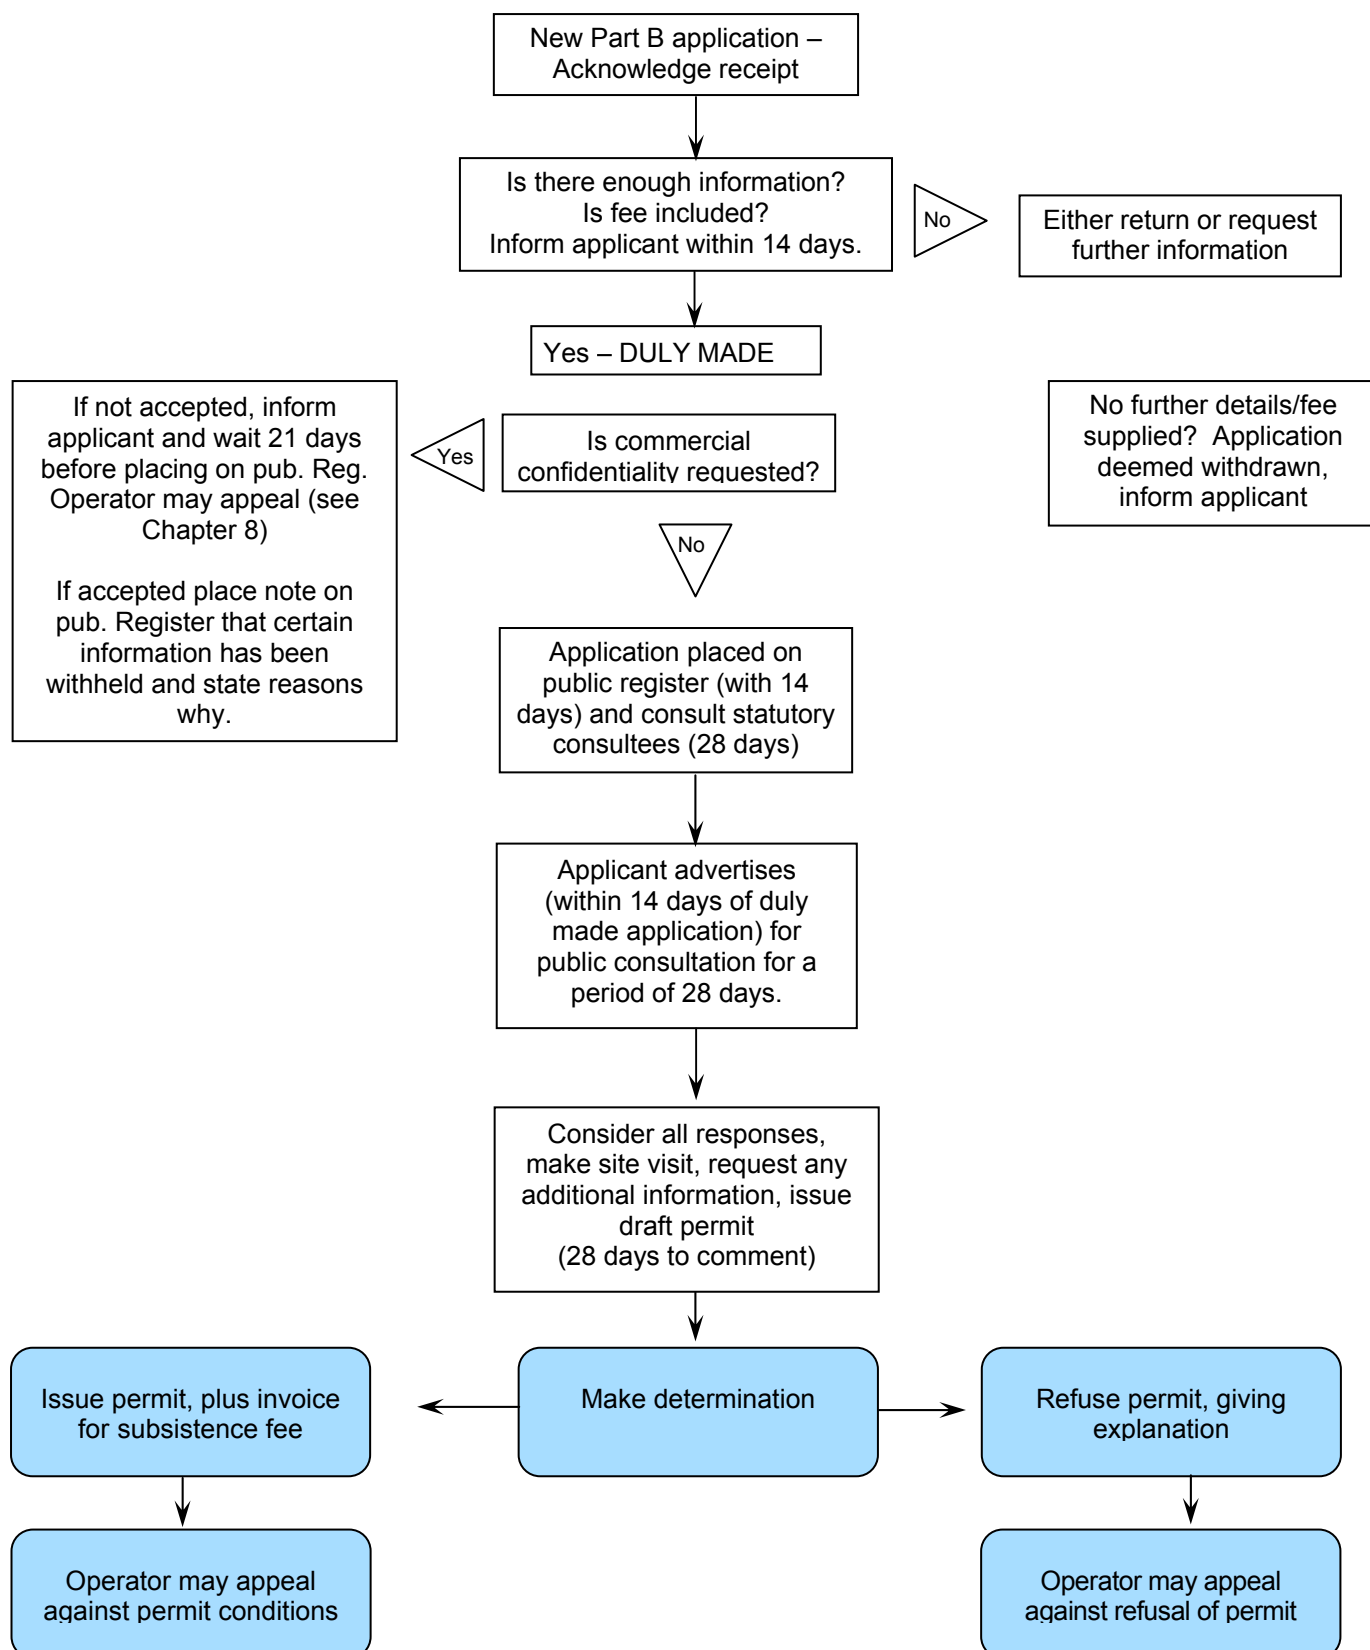 New Part B application –
Acknowledge receipt
Is there enough information?
Is fee included?
Inform applicant within 14 days.
No
Either return or request
further information
Yes – DULY MADE
If not accepted, inform
applicant and wait 21 days
before placing on pub. Reg.
Operator may appeal (see
Chapter 8)
If accepted place note on
pub. Register that certain
information has been
withheld and state reasons
why.
Yes
Is commercial
confidentiality requested?
No further details/fee
supplied?  Application
deemed withdrawn,
inform applicant
No
Application placed on
public register (with 14
days) and consult statutory
consultees (28 days)
Applicant advertises
(within 14 days of duly
made application) for
public consultation for a
period of 28 days.
Consider all responses,
make site visit, request any
additional information, issue
draft permit
(28 days to comment)
Issue permit, plus invoice
for subsistence fee
Make determination
Refuse permit, giving
explanation
Operator may appeal
against permit conditions
Operator may appeal
against refusal of permit